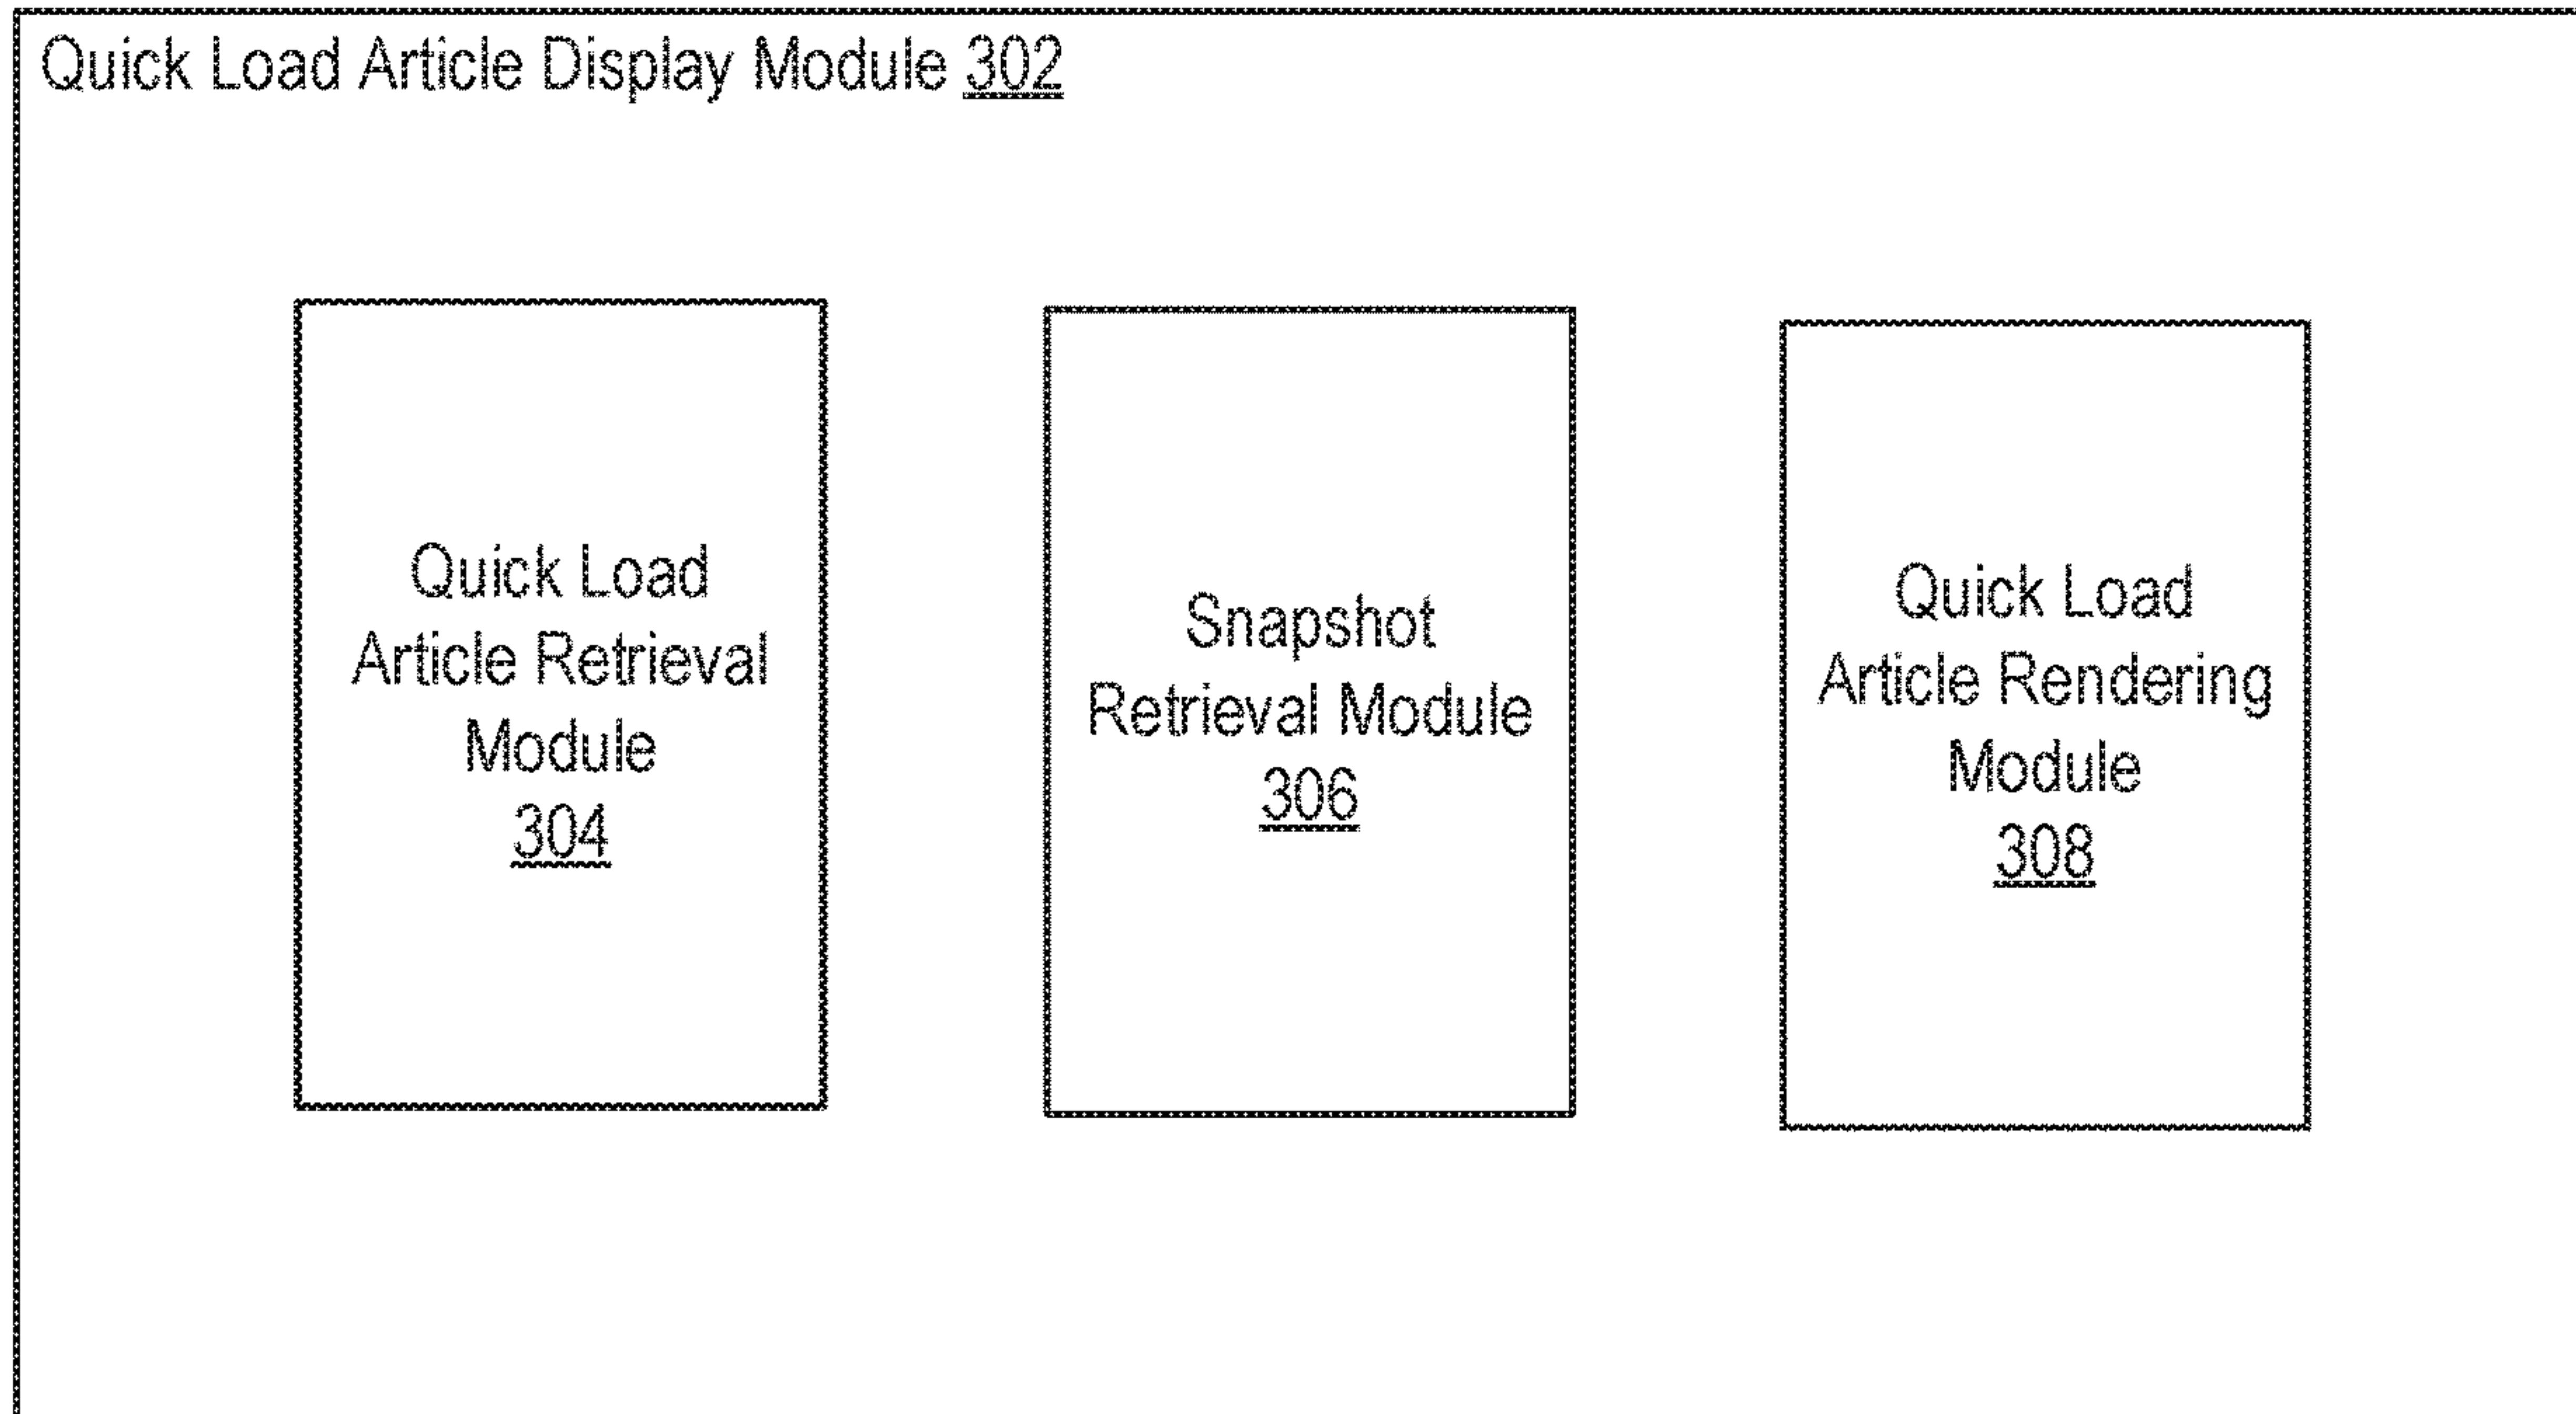 Quick Load Article Display Module 302
Quick Load
Article Retrieval
Module
304
Snapshot
Retrieval Module
306
Quick Load
Article Rendering
Module
308